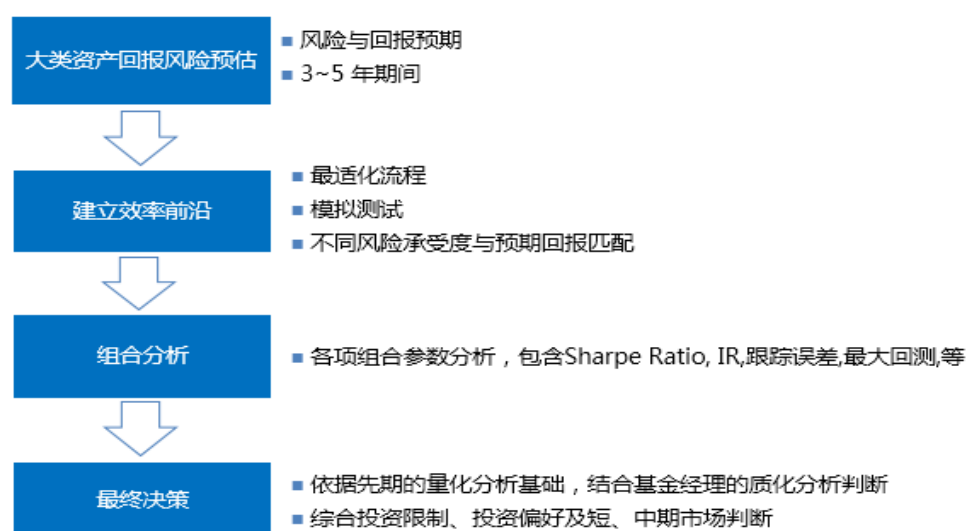 大类资产回报风险预估
■ 风险与回报预期
■ 3~5 年期间
建立效率前沿
■ 最适化流程
■ 模拟测试
■ 不同风险承受度与预期回报匹配
组合分析
■ 各项组合参数分析，包含Sharpe Ratio, IR,跟踪误差,最大回测,等
最终决策
■ 依据先期的量化分析基础，结合基金经理的质化分析判断
■ 综合投资限制、投资偏好及短、中期市场判断